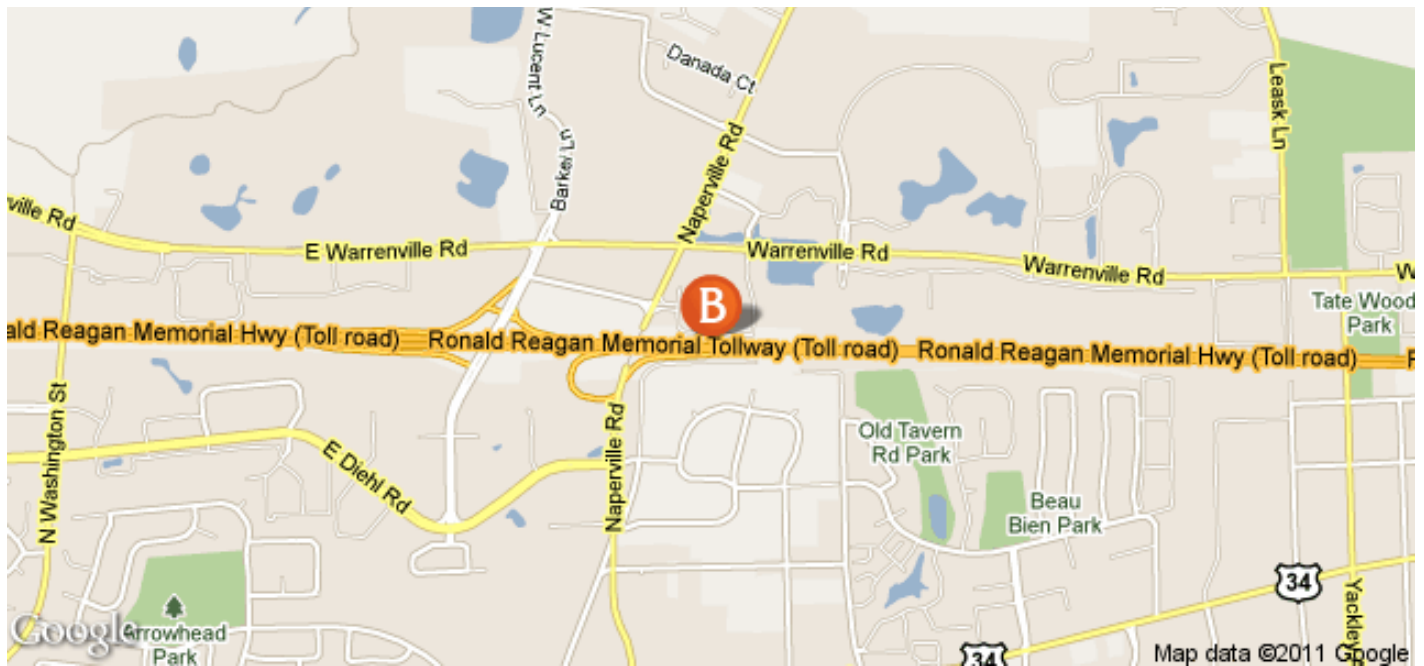 Danada Ct
W Lucent Ln
Leask Ln
Barker Ln
Naperville Rd
ville Rd
E Warrenville Rd
Warrenville Rd
Warrenville Rd
W
B
Tate Wood
Park
ald Reagan Memorial Hwy (Toll road)
Ronald Reagan Memorial Tollway (Toll road)
Ronald Reagan Memorial Hwy (Toll road)
R
N Washington St
E Diehl Rd
Naperville Rd
Old Tavern
Rd Park
Beau
Bien Park
34
Yackley
Google
Arrowhead
Park
34
Map data ©2011 Google